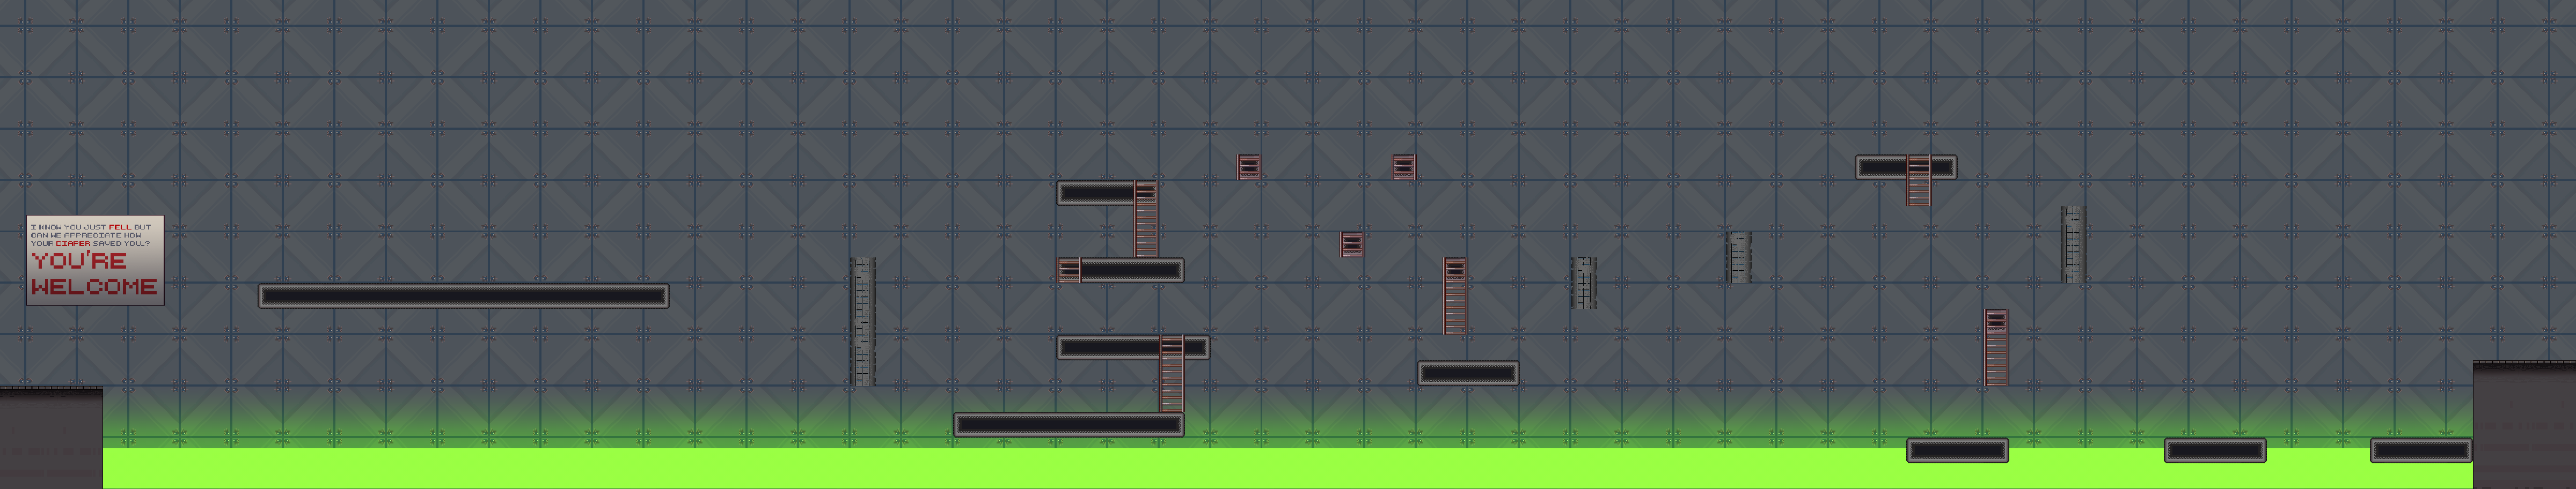 I KNOW YOU JUST FELL BUT
CAN WE APPRECIATE HOW
YOUR DIAPER SAVED YOU..?
YOU'RE
WELCOME